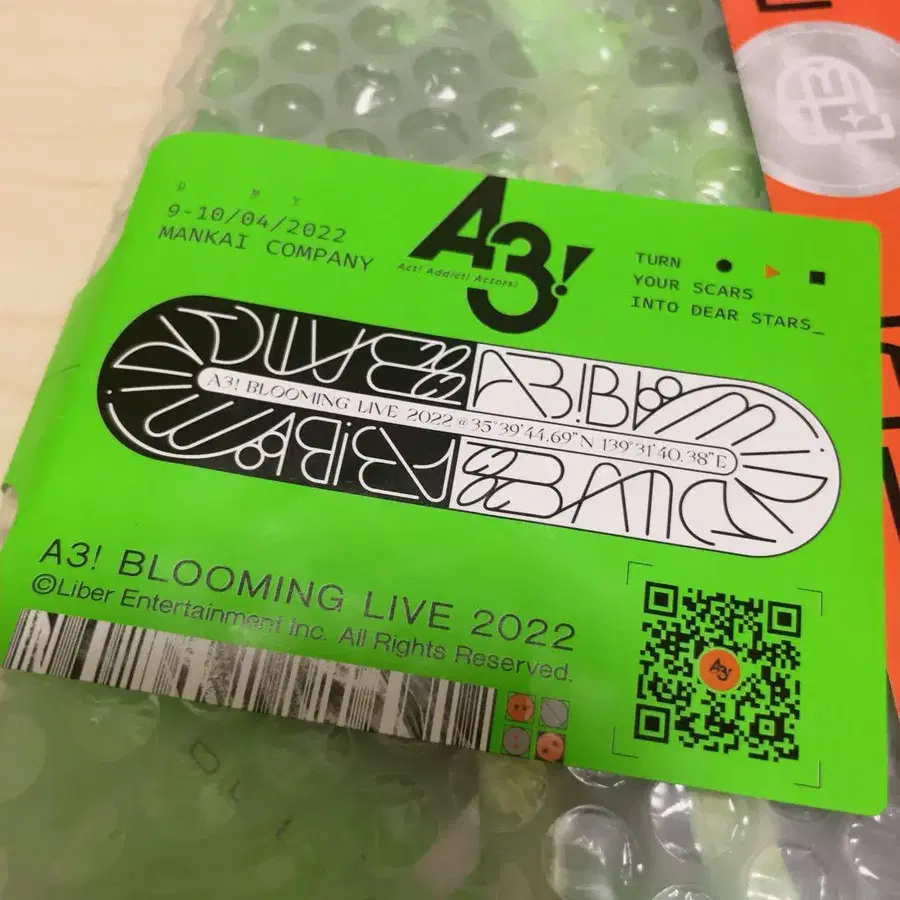 D M Y
9-10/04/2022
MANKAI COMPANY
A3!
Act! Addict! Actors!
TURN
YOUR SCARS
INTO DEAR STARS_
A3! BLOOMING LIVE 2022 @35°39'44.69"N 139°31'40.38"E
A3! BLOOMING LIVE 2022
©Liber Entertainment Inc. All Rights Reserved.
A3!